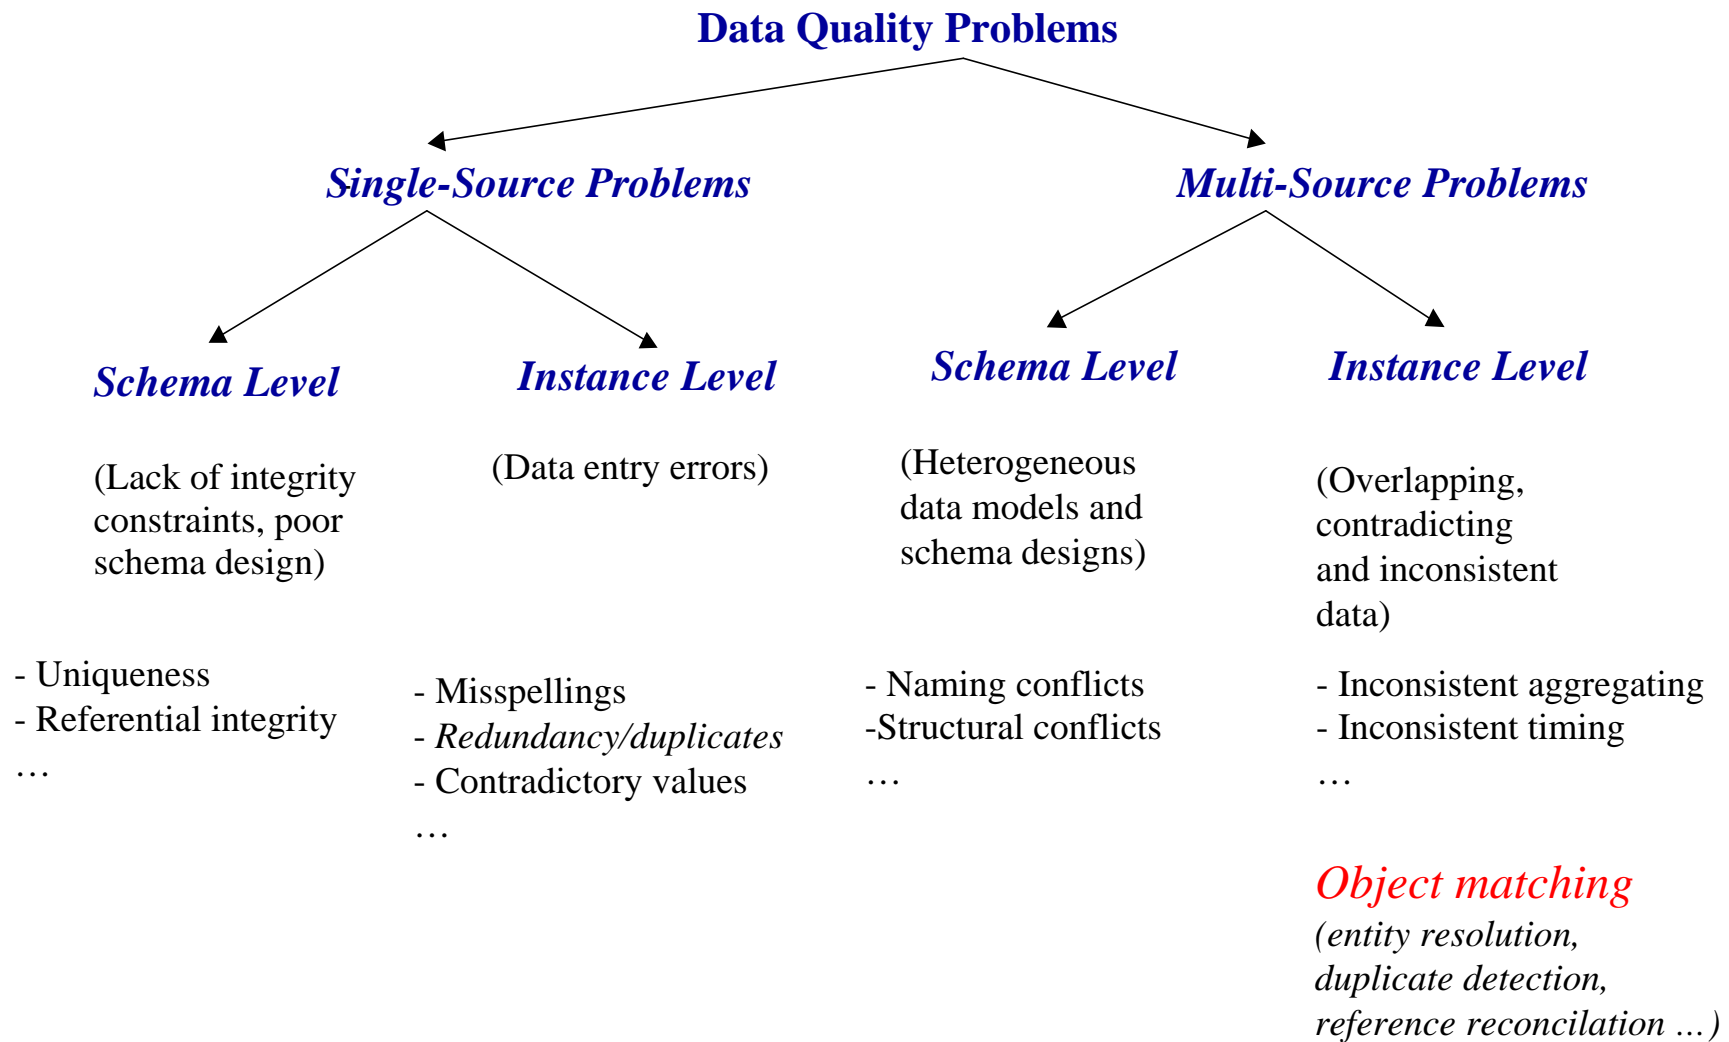 Data Quality Problems
Single-Source Problems
Multi-Source Problems
Schema Level
(Lack of integrity
constraints, poor
schema design)
- Uniqueness
- Referential integrity
…
Instance Level
(Data entry errors)
- Misspellings
- Redundancy/duplicates
- Contradictory values
…
Schema Level
(Heterogeneous
data models and
schema designs)
- Naming conflicts
-Structural conflicts
…
Instance Level
(Overlapping,
contradicting
and inconsistent
data)
- Inconsistent aggregating
- Inconsistent timing
…
Object matching
(entity resolution,
duplicate detection,
reference reconcilation …)